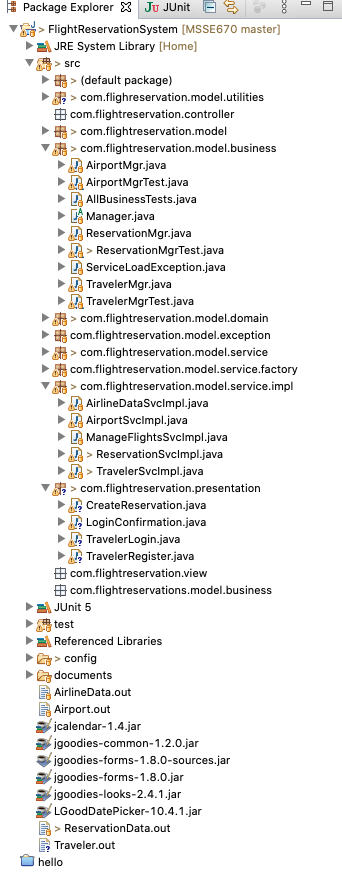 Package Explorer JUnit
> FlightReservationSystem [MSSE670 master]
JRE System Library [Home]
> src
> (default package)
> com.flighreservation.model.utilities
com.flightreservation.controller
> com.flightreservation.model
> com.flightreservation.model.business
AirportMgr.java
AirportMgrTest.java
AllBusinessTests.java
Manager.java
ReservationMgr.java
> ReservationMgrTest.java
ServiceLoadException.java
TravelerMgr.java
TravelerMgrTest.java
> com.flightreservation.model.domain
com.flightreservation.model.exception
> com.flightreservation.model.service
> com.flightreservation.model.service.factory
> com.flightreservation.model.service.impl
AirlineDataSvcImpl.java
AirportSvcImpl.java
ManageFlightsSvcImpl.java
> ReservationSvcImpl.java
> TravelerSvcImpl.java
> com.flightreservation.presentation
CreateReservation.java
LoginConfirmation.java
TravelerLogin.java
TravelerRegister.java
com.flightreservation.view
com.flightreservations.model.business
JUnit 5
test
Referenced Libraries
> config
documents
AirlineData.out
Airport.out
jcalendar-1.4.jar
jgoodies-common-1.2.0.jar
jgoodies-forms-1.8.0-sources.jar
jgoodies-forms-1.8.0.jar
jgoodies-looks-2.4.1.jar
LGoodDatePicker-10.4.1.jar
> ReservationData.out
Traveler.out
hello